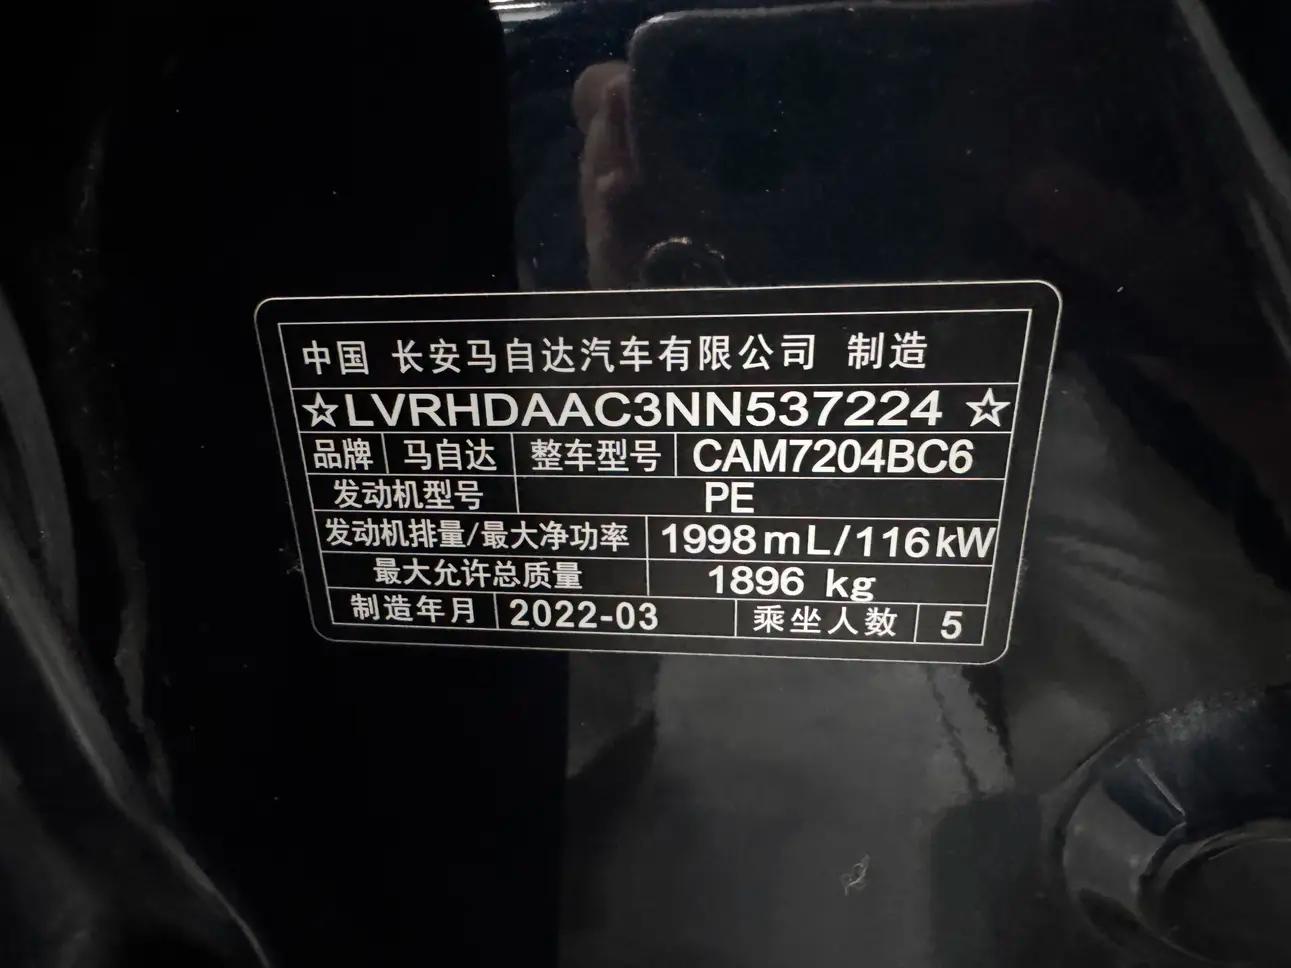 中国 长安马自达汽车有限公司 制造
☆LVRHDAAC3NN537224☆
品牌 马自达 整车型号 CAM7204BC6
发动机型号 PE
发动机排量/最大净功率 1998mL/116kW
最大允许总质量 1896 kg
制造年月 2022-03 乘坐人数 5